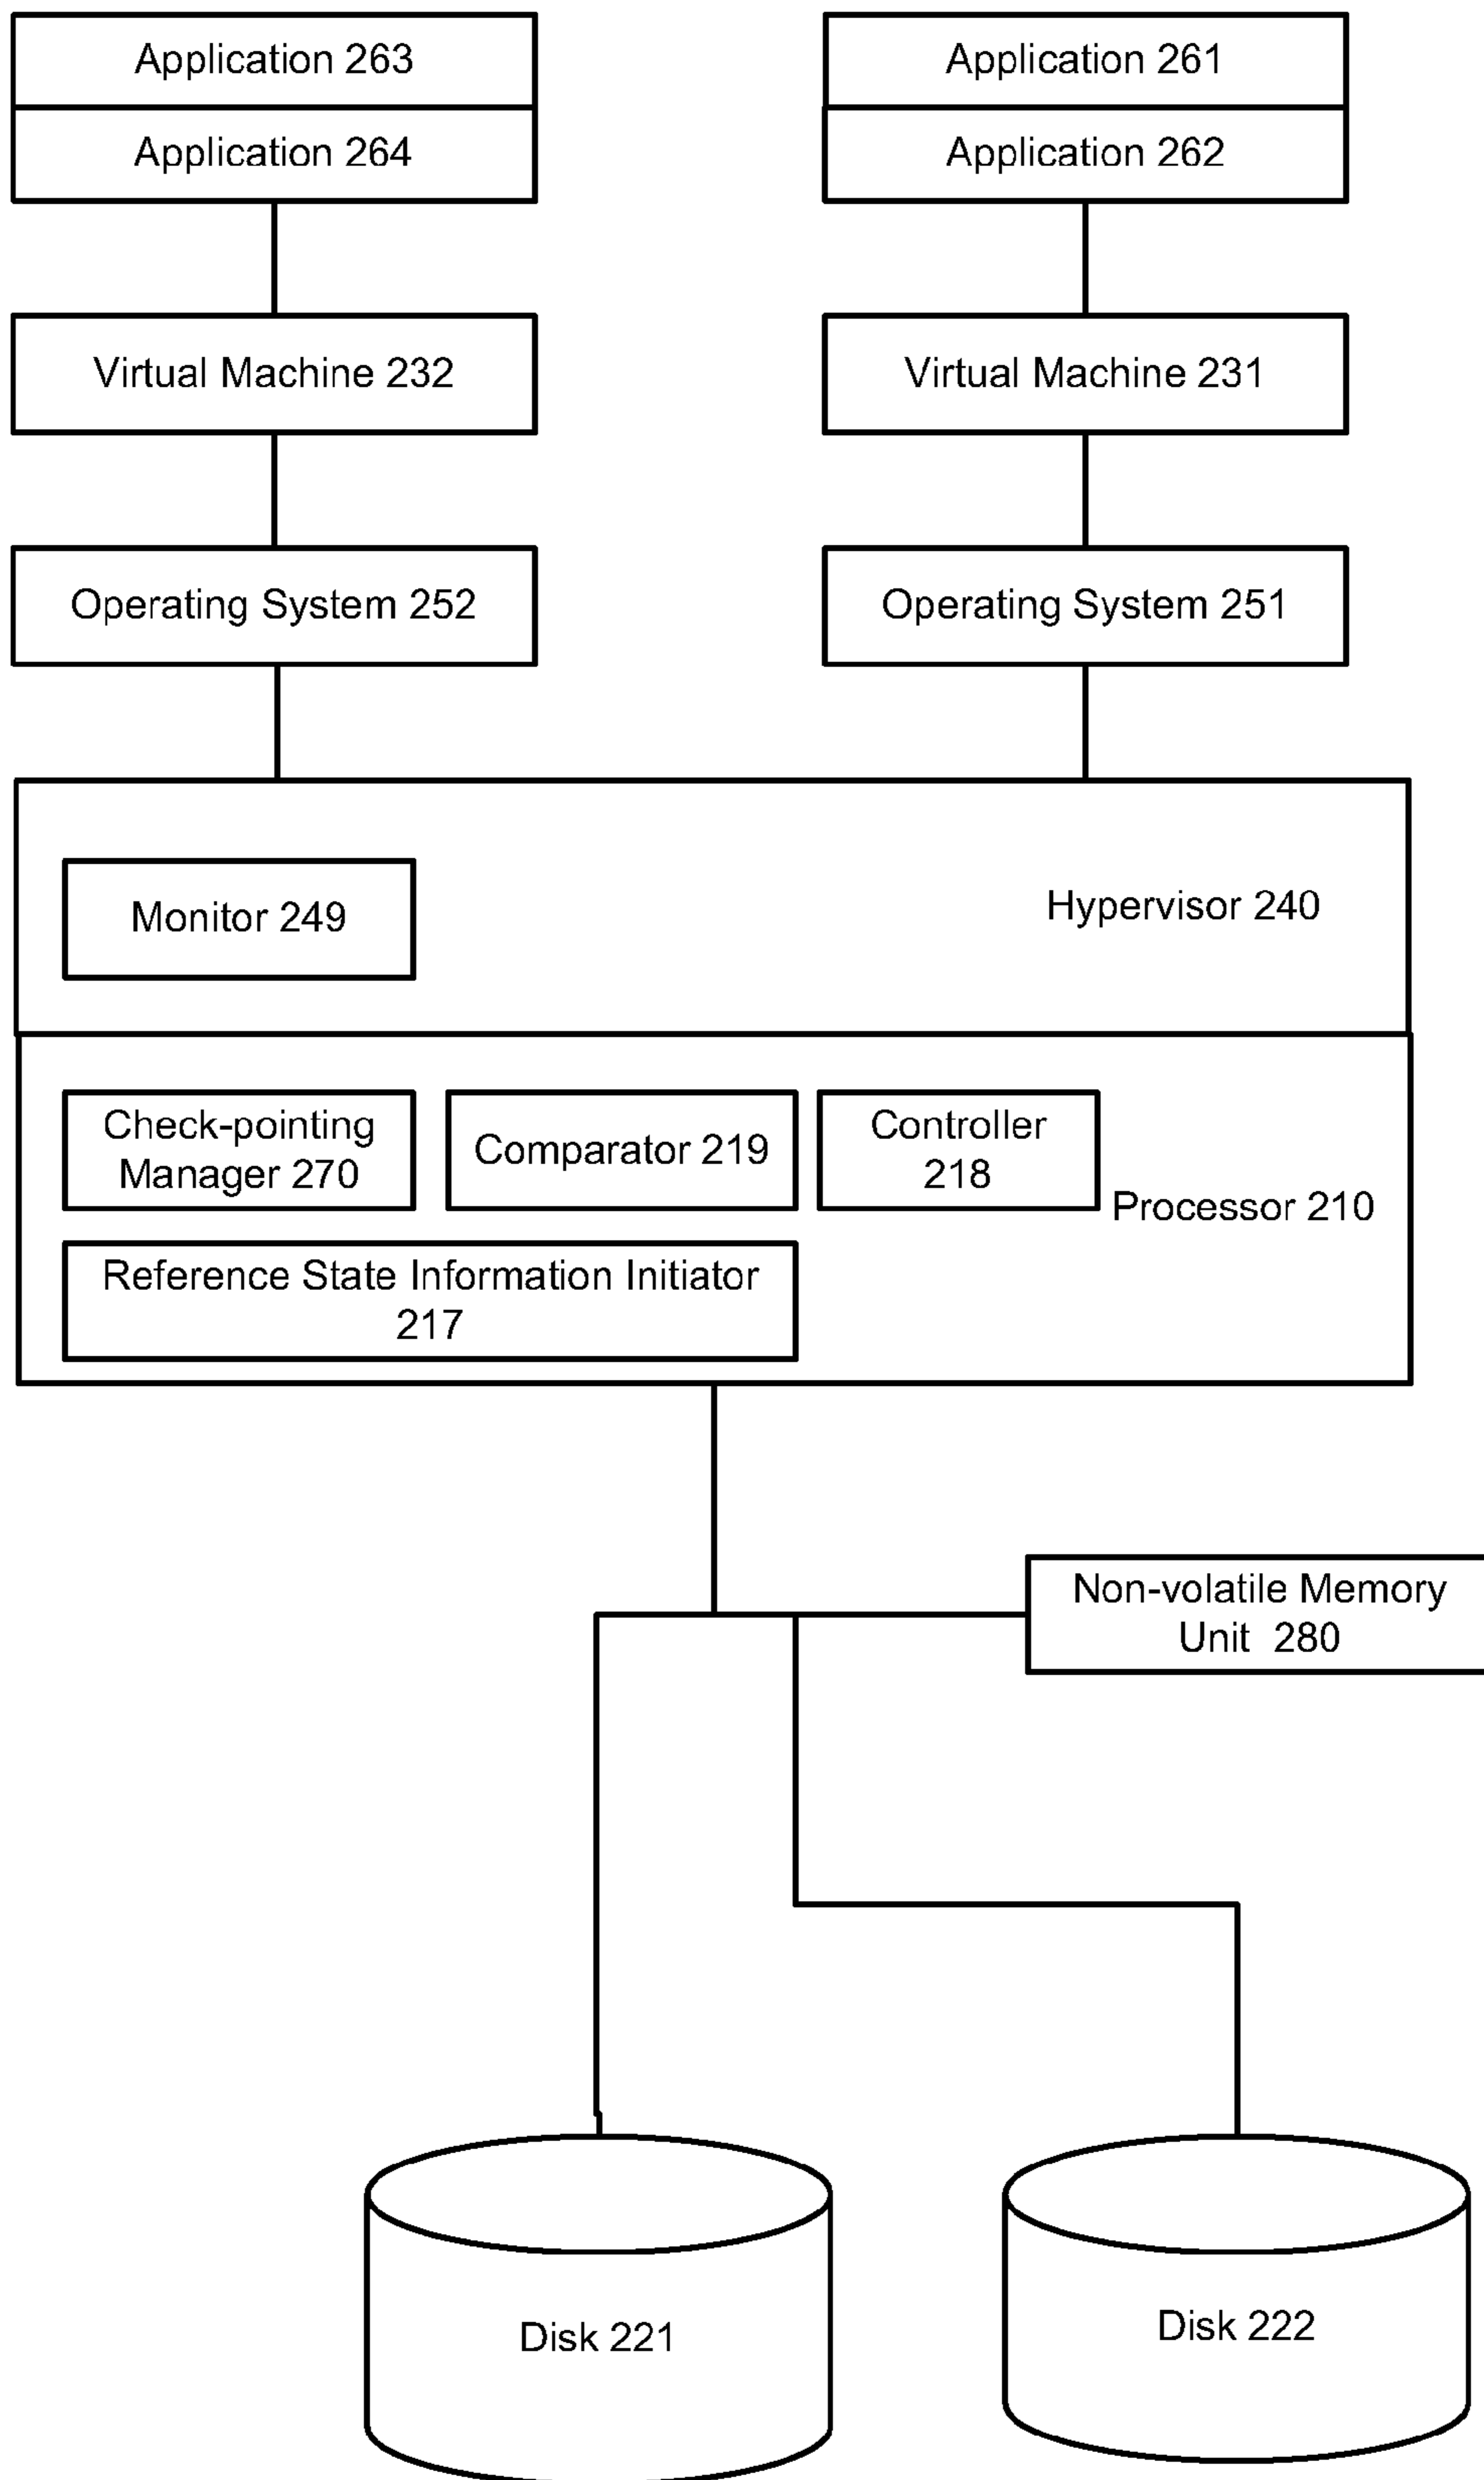 Application 263
Application 261
Application 264
Application 262
Virtual Machine 232
Virtual Machine 231
Operating System 252
Operating System 251
Monitor 249
Hypervisor 240
Check-pointing
Manager 270
Comparator 219
Controller
218
Processor 210
Reference State Information Initiator
217
Non-volatile Memory
Unit 280
Disk 221
Disk 222